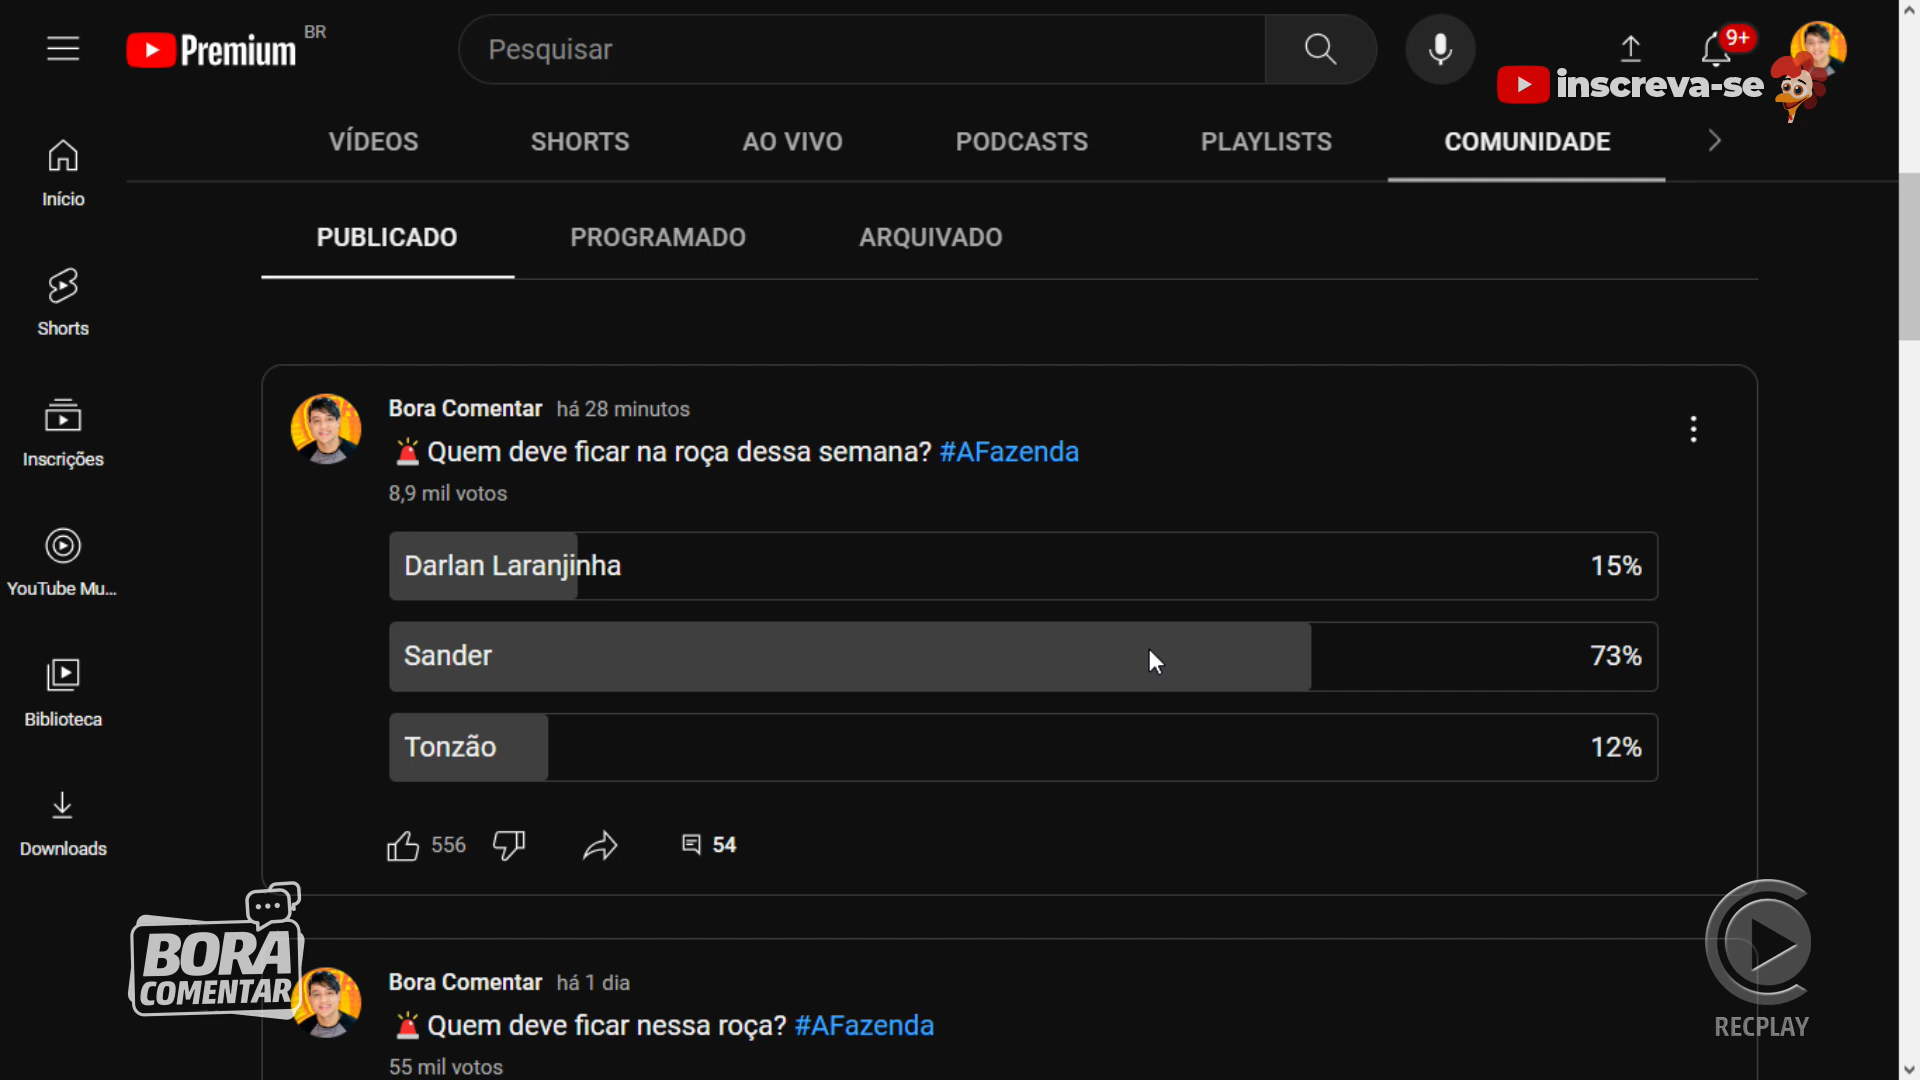 Premium BR
Pesquisar
9+
inscreva-se
VÍDEOS SHORTS AO VIVO PODCASTS PLAYLISTS COMUNIDADE
Início
PUBLICADO PROGRAMADO ARQUIVADO
Shorts
Inscrições
YouTube Mu...
Biblioteca
Downloads
Bora Comentar há 28 minutos
Quem deve ficar na roça dessa semana? #AFazenda
8,9 mil votos
Darlan Laranjinha 15%
Sander 73%
Tonzão 12%
556 54
BORA
COMENTAR
Bora Comentar há 1 dia
Quem deve ficar nessa roça? #AFazenda
55 mil votos
RECPLAY